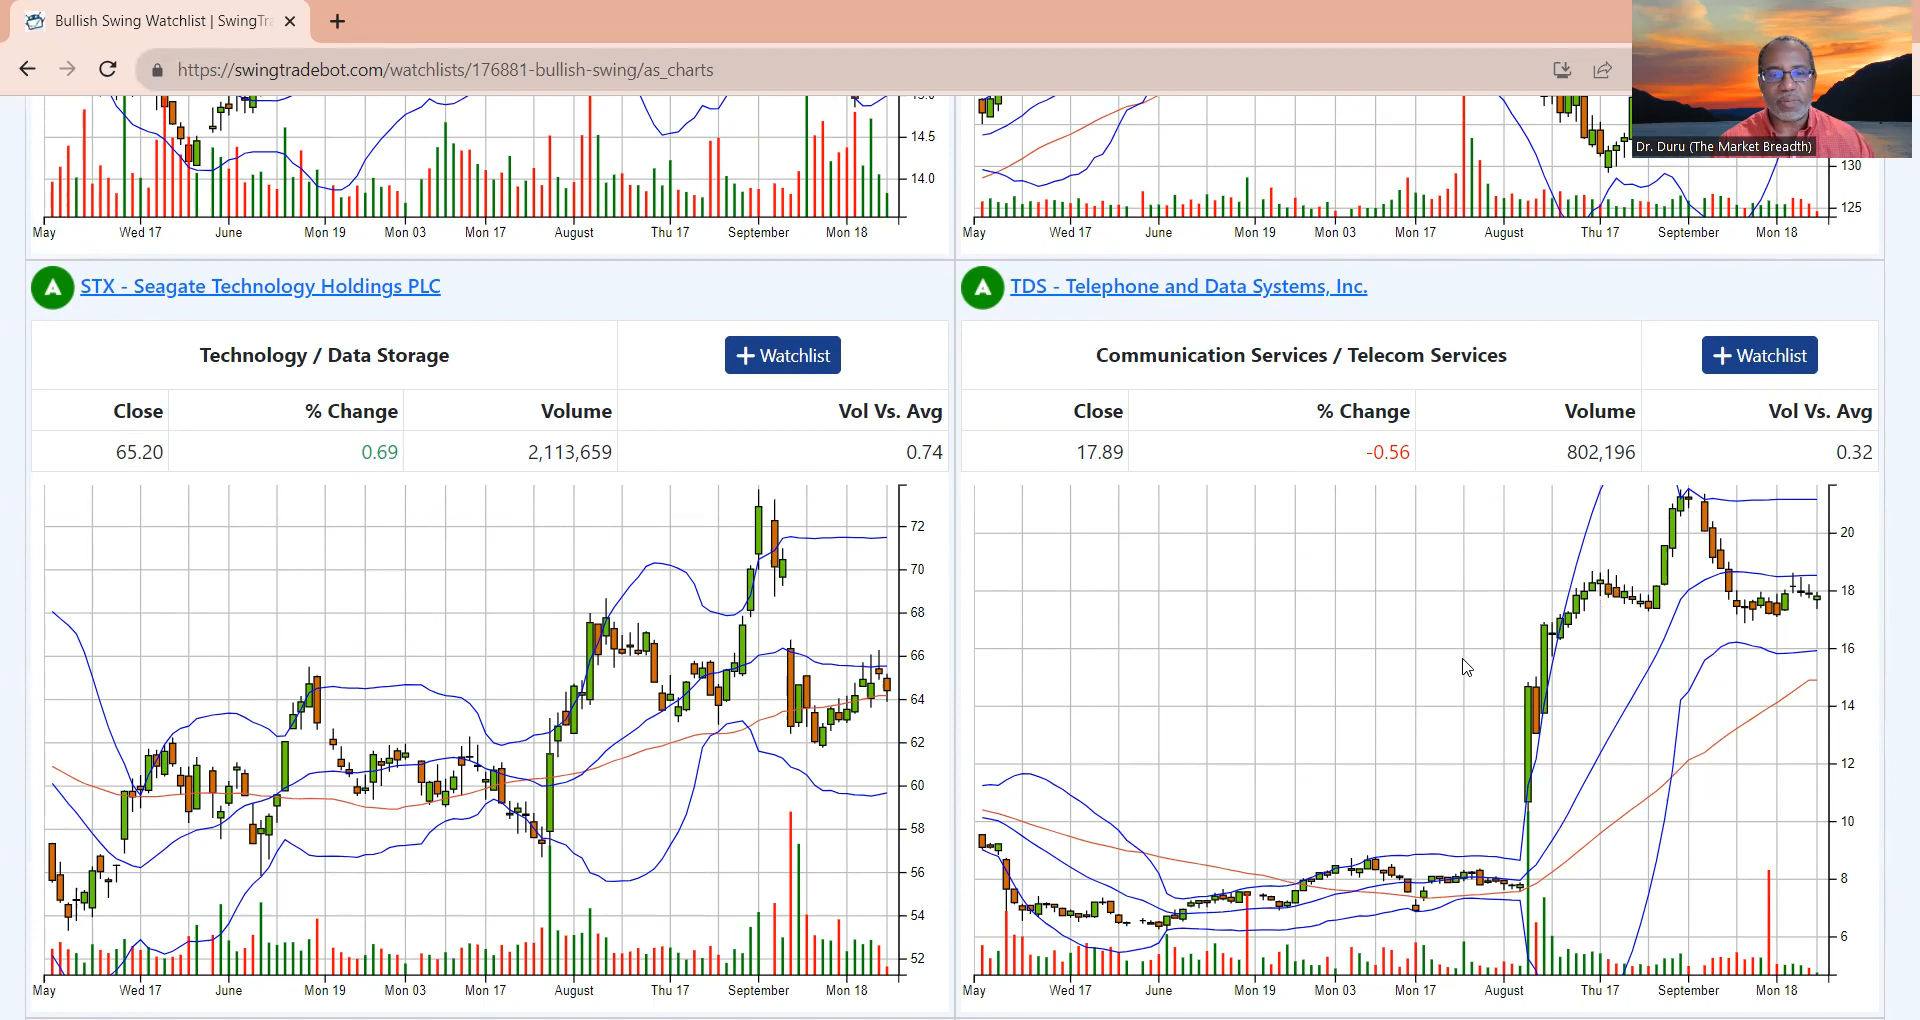 Bullish Swing Watchlist | SwingTra
https://swingtradebot.com/watchlists/176881-bullish-swing/as_charts
Dr. Duru (The Market Breadth)
14.5
14.0
May Wed 17 June Mon 19 Mon 03 Mon 17 August Thu 17 September Mon 18
130
125
May Wed 17 June Mon 19 Mon 03 Mon 17 August Thu 17 September Mon 18
A STX - Seagate Technology Holdings PLC
Technology / Data Storage + Watchlist
Close % Change Volume Vol Vs. Avg
65.20 0.69 2,113,659 0.74
72
70
68
66
64
62
60
58
56
54
52
May Wed 17 June Mon 19 Mon 03 Mon 17 August Thu 17 September Mon 18
A TDS - Telephone and Data Systems, Inc.
Communication Services / Telecom Services + Watchlist
Close % Change Volume Vol Vs. Avg
17.89 -0.56 802,196 0.32
20
18
16
14
12
10
8
6
May Wed 17 June Mon 19 Mon 03 Mon 17 August Thu 17 September Mon 18